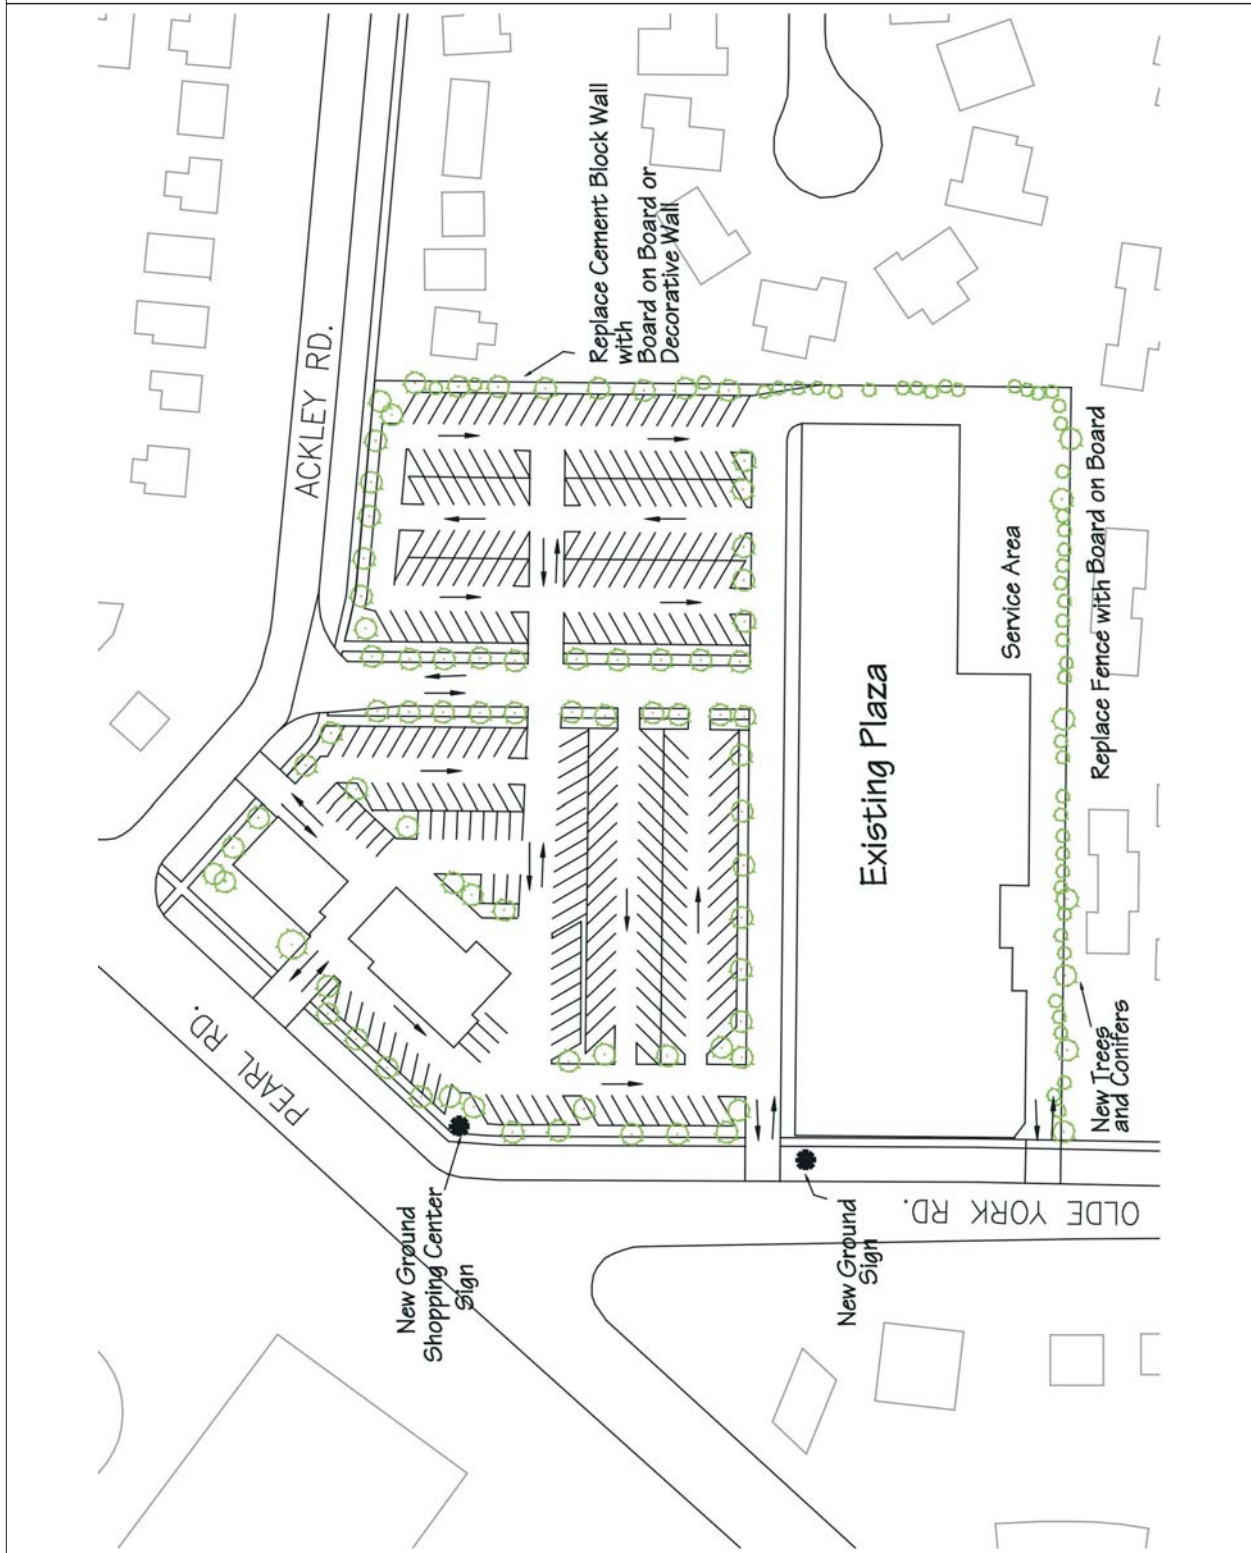 ACKLEY RD.
Replace Cement Block Wall
with
Board on Board or
Decorative Wall
PEARL RD.
Existing Plaza
Service Area
Replace Fence with Board on Board
New Trees
and Conifers
New Ground
Shopping Center
Sign
New Ground
Sign
OLDE YORK RD.